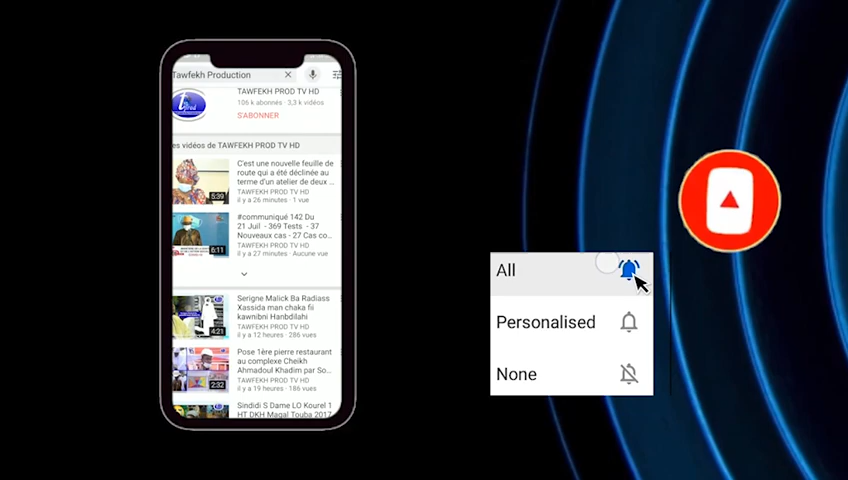 Tawfekh Production
TAWFEKH PROD TV HD
106 k abonnés · 3,3 k vidéos
S'ABONNER
es vidéos de TAWFEKH PROD TV HD
C'est une nouvelle feuille de
route qui a été déclinée au
terme d'un atelier de deux ...
TAWFEKH PROD TV HD
il y a 26 minutes · 1 vue
5:39
#communiqué 142 Du
21 Juil - 369 Tests - 37
Nouveaux cas - 27 Cas co...
TAWFEKH PROD TV HD
il y a 27 minutes · Aucune vue
6:11
Serigne Malick Ba Radiass
Xassida man chaka fii
kawnibni Hanbdilahi
TAWFEKH PROD TV HD
il y a 12 heures · 286 vues
4:21
Pose 1ère pierre restaurant
au complexe Cheikh
Ahmadoul Khadim par So...
TAWFEKH PROD TV HD
il y a 19 heures · 186 vues
2:32
Sindidi S Dame LO Kourel 1
HT DKH Magal Touba 2017
All
Personalised
None